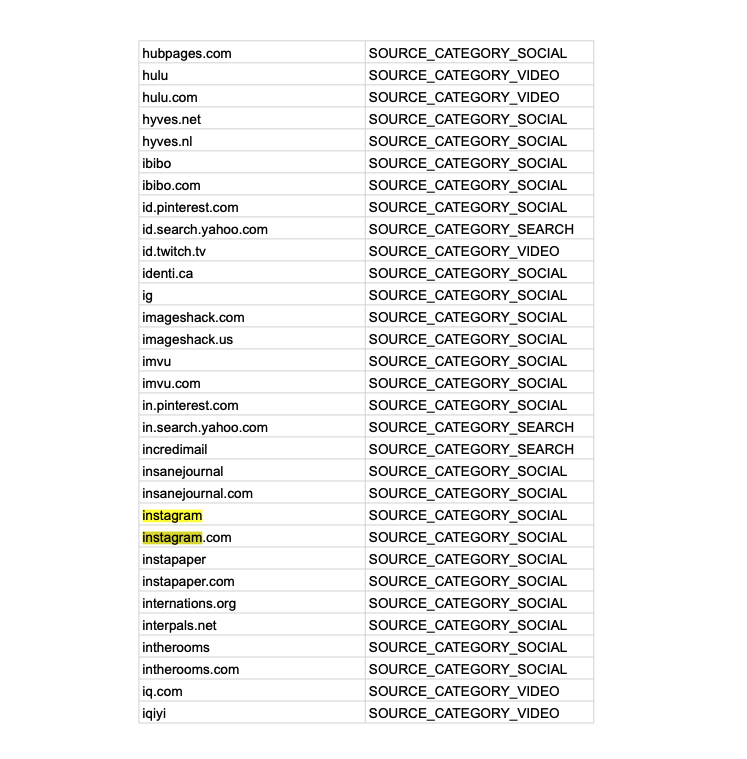 hubpages.com SOURCE_CATEGORY_SOCIAL
hulu SOURCE_CATEGORY_VIDEO
hulu.com SOURCE_CATEGORY_VIDEO
hyves.net SOURCE_CATEGORY_SOCIAL
hyves.nl SOURCE_CATEGORY_SOCIAL
ibibo SOURCE_CATEGORY_SOCIAL
ibibo.com SOURCE_CATEGORY_SOCIAL
id.pinterest.com SOURCE_CATEGORY_SOCIAL
id.search.yahoo.com SOURCE_CATEGORY_SEARCH
id.twitch.tv SOURCE_CATEGORY_VIDEO
identi.ca SOURCE_CATEGORY_SOCIAL
ig SOURCE_CATEGORY_SOCIAL
imageshack.com SOURCE_CATEGORY_SOCIAL
imageshack.us SOURCE_CATEGORY_SOCIAL
imvu SOURCE_CATEGORY_SOCIAL
imvu.com SOURCE_CATEGORY_SOCIAL
in.pinterest.com SOURCE_CATEGORY_SOCIAL
in.search.yahoo.com SOURCE_CATEGORY_SEARCH
incredimail SOURCE_CATEGORY_SEARCH
insanejournal SOURCE_CATEGORY_SOCIAL
insanejournal.com SOURCE_CATEGORY_SOCIAL
instagram SOURCE_CATEGORY_SOCIAL
instagram.com SOURCE_CATEGORY_SOCIAL
instapaper SOURCE_CATEGORY_SOCIAL
instapaper.com SOURCE_CATEGORY_SOCIAL
internations.org SOURCE_CATEGORY_SOCIAL
interpals.net SOURCE_CATEGORY_SOCIAL
intherooms SOURCE_CATEGORY_SOCIAL
intherooms.com SOURCE_CATEGORY_SOCIAL
iq.com SOURCE_CATEGORY_VIDEO
iqiyi SOURCE_CATEGORY_VIDEO